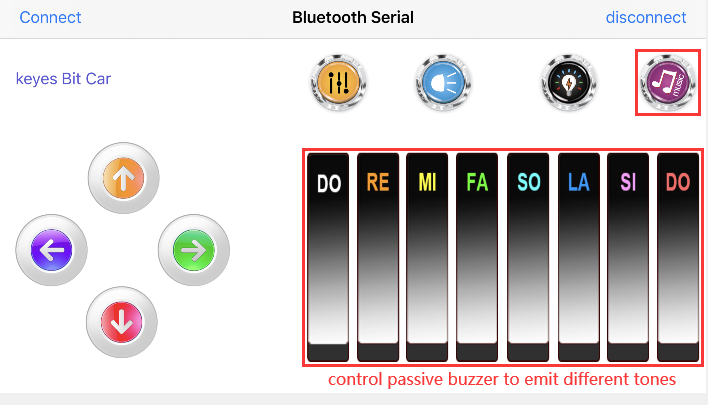 Connect
Bluetooth Serial
disconnect
keyes Bit Car
music
DO RE MI FA SO LA SI DO
control passive buzzer to emit different tones